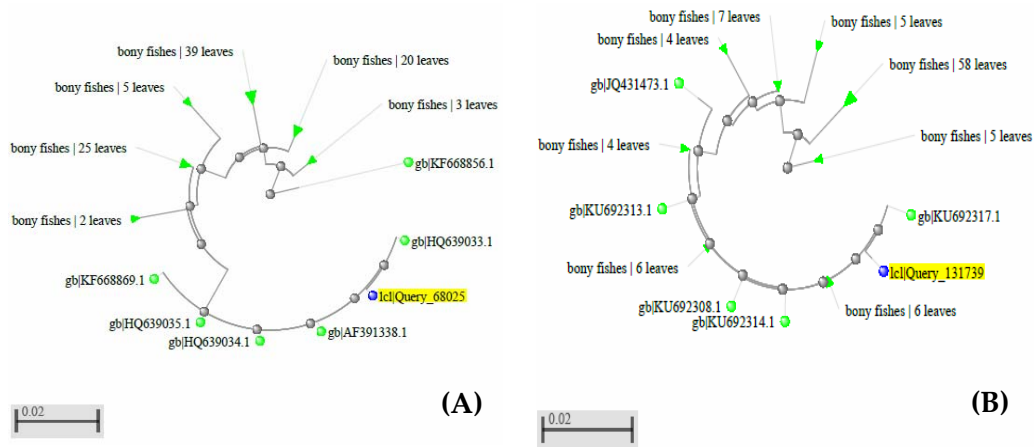 bony fishes | 39 leaves
bony fishes | 20 leaves
bony fishes | 5 leaves
bony fishes | 3 leaves
bony fishes | 25 leaves
gb|KF668856.1
bony fishes | 2 leaves
gb|HQ639033.1
gb|KF668869.1
lcl|Query_68025
gb|HQ639035.1
gb|AF391338.1
gb|HQ639034.1
0.02
(A)
bony fishes | 7 leaves
bony fishes | 5 leaves
bony fishes | 4 leaves
bony fishes | 58 leaves
gb|JQ431473.1
bony fishes | 5 leaves
bony fishes | 4 leaves
gb|KU692313.1
gb|KU692317.1
bony fishes | 6 leaves
lcl|Query_131739
gb|KU692308.1
bony fishes | 6 leaves
gb|KU692314.1
0.02
(B)